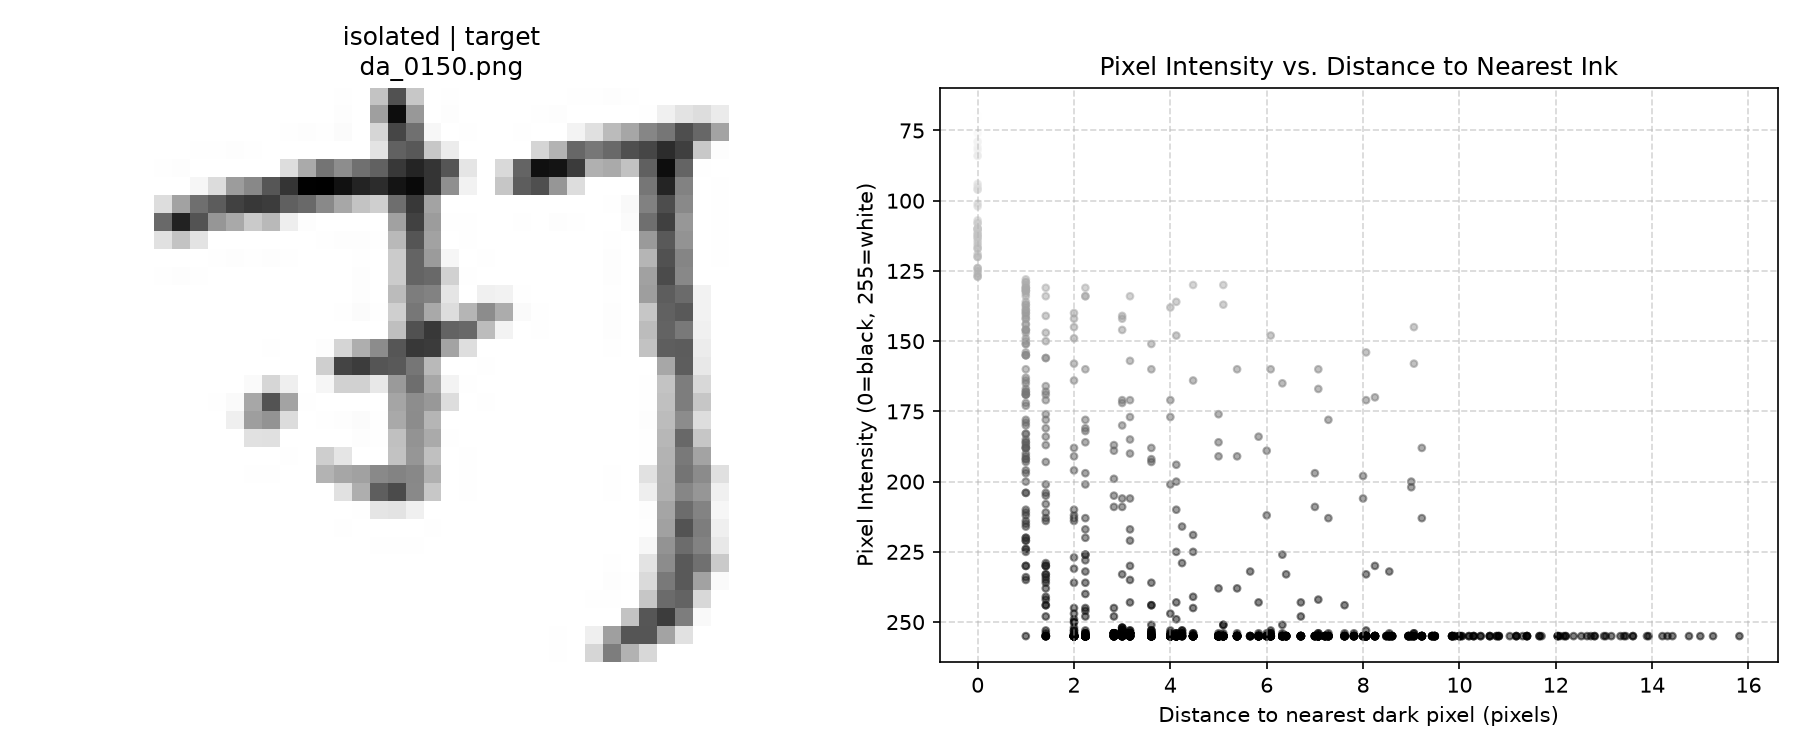 isolated | target
da_0150.png
打
Pixel Intensity vs. Distance to Nearest Ink
Pixel Intensity (0=black, 255=white)
75
100
125
150
175
200
225
250
0 2 4 6 8 10 12 14 16
Distance to nearest dark pixel (pixels)